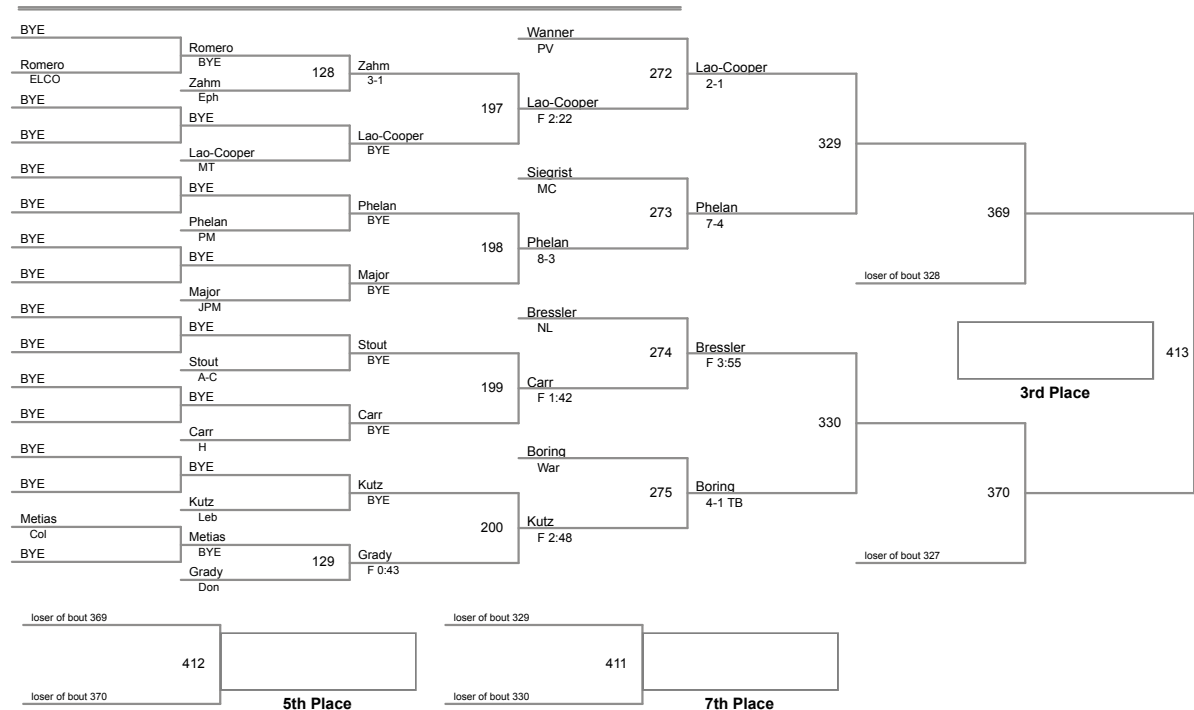 BYE
Romero
ELCO
BYE
BYE
BYE
BYE
BYE
BYE
BYE
BYE
BYE
BYE
BYE
BYE
Metias
Col
BYE
Romero
BYE
Zahm
Eph
BYE
Lao-Cooper
MT
BYE
Phelan
PM
BYE
Major
JPM
BYE
Stout
A-C
BYE
Carr
H
BYE
Kutz
Leb
Metias
BYE
Grady
Don
128
129
Zahm
3-1
Lao-Cooper
BYE
Phelan
BYE
Major
BYE
Stout
BYE
Carr
BYE
Kutz
BYE
Grady
F 0:43
197
198
199
200
Wanner
PV
Lao-Cooper
F 2:22
Siegrist
MC
Phelan
8-3
Bressler
NL
Carr
F 1:42
Boring
War
Kutz
F 2:48
272
273
274
275
Lao-Cooper
2-1
Phelan
7-4
Bressler
F 3:55
Boring
4-1 TB
329
330
loser of bout 328
loser of bout 327
369
370
413
3rd Place
loser of bout 369
412
loser of bout 370
5th Place
loser of bout 329
411
loser of bout 330
7th Place